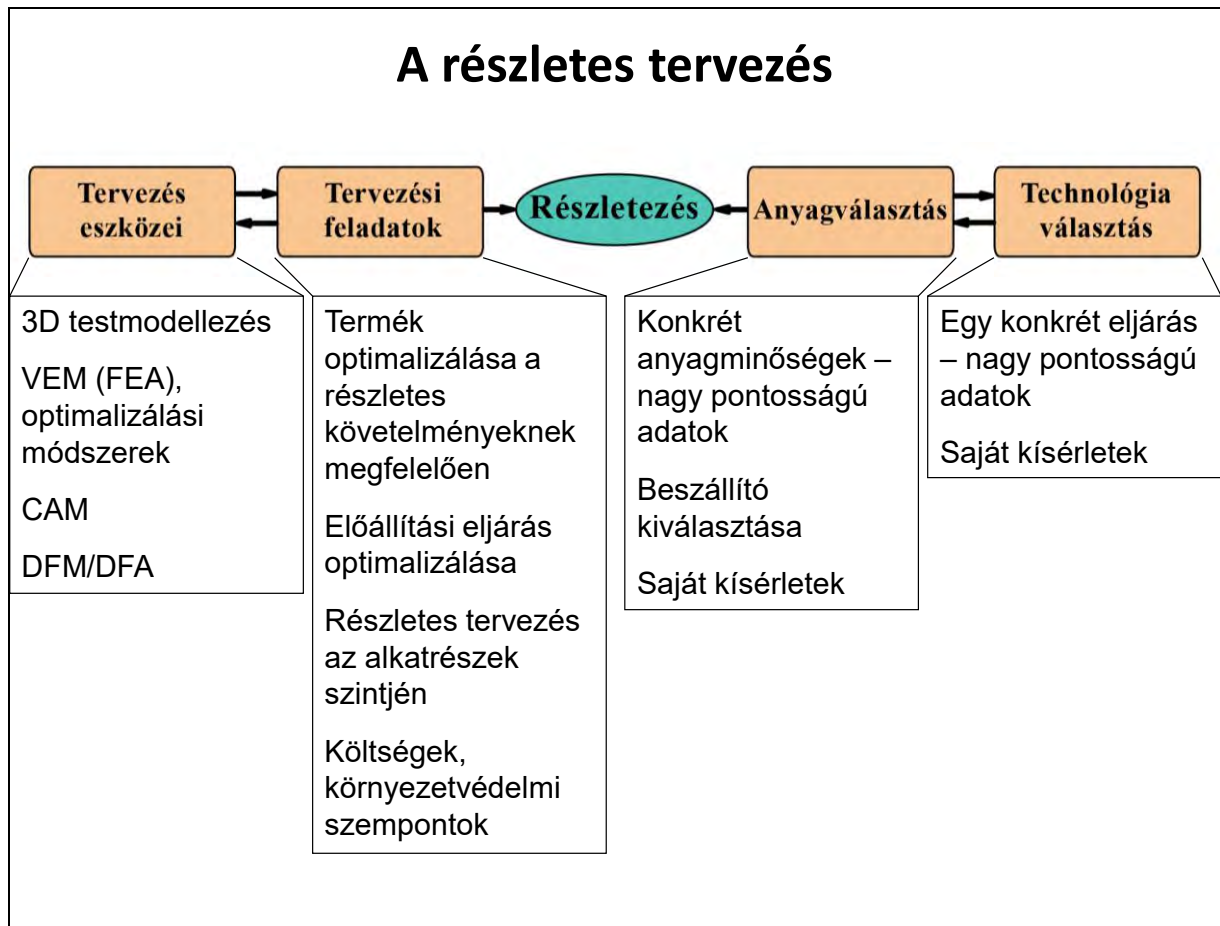 A részletes tervezés
Tervezés
eszközei
Tervezési
feladatok
Részletezés
Anyagválasztás
Technológia
választás
3D testmodellezés
VEM (FEA),
optimalizálási
módszerek
CAM
DFM/DFA
Termék
optimalizálása a
részletes
követelményeknek
megfelelően
Előállítási eljárás
optimalizálása
Részletes tervezés
az alkatrészek
szintjén
Költségek,
környezetvédelmi
szempontok
Konkrét
anyagminőségek –
nagy pontosságú
adatok
Beszállító
kiválasztása
Saját kísérletek
Egy konkrét eljárás
– nagy pontosságú
adatok
Saját kísérletek